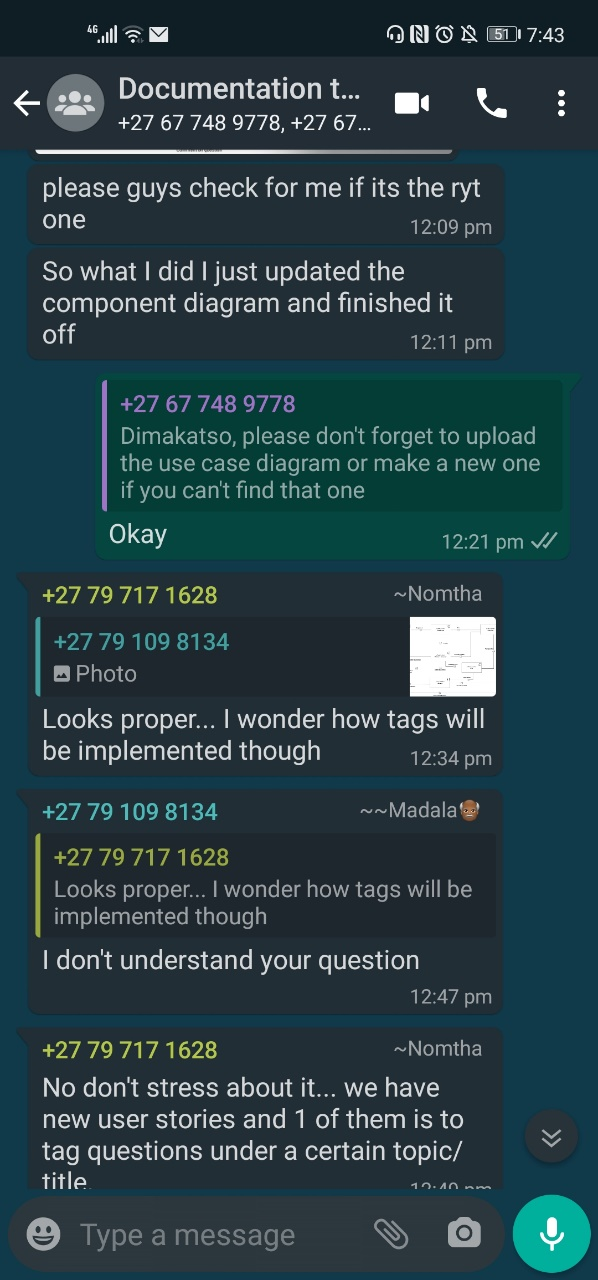 4G 51 7:43
Documentation t...
+27 67 748 9778, +27 67...
please guys check for me if its the ryt
one
12:09 pm
So what I did I just updated the
component diagram and finished it
off
12:11 pm
+27 67 748 9778
Dimakatso, please don't forget to upload
the use case diagram or make a new one
if you can't find that one
Okay
12:21 pm
+27 79 717 1628 ~Nomtha
+27 79 109 8134
Photo
Looks proper... I wonder how tags will
be implemented though
12:34 pm
+27 79 109 8134 ~~Madala
+27 79 717 1628
Looks proper... I wonder how tags will be
implemented though
I don't understand your question
12:47 pm
+27 79 717 1628 ~Nomtha
No don't stress about it... we have
new user stories and 1 of them is to
tag questions under a certain topic/
title.
Type a message